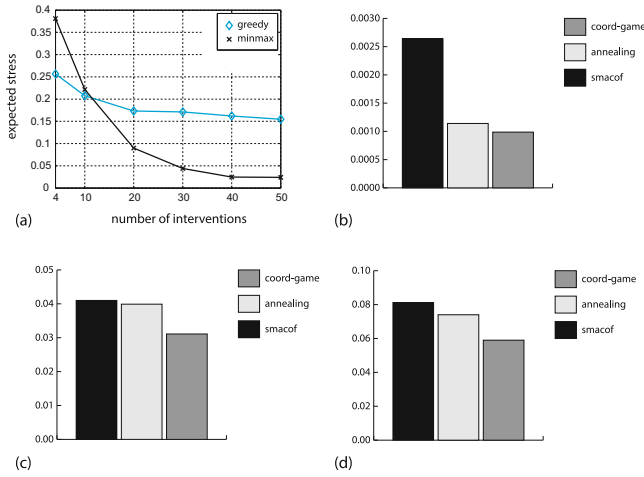 0.4
0.35
0.3
0.25
0.2
0.15
0.1
0.05
0
4 10 20 30 40 50
expected stress
number of interventions
greedy
minmax
(a)
0.0030
0.0025
0.0020
0.0010
0.0005
0.0000
coord-game
annealing
smacof
(b)
0.05
0.04
0.03
0.02
0.01
0.00
coord-game
annealing
smacof
(c)
0.10
0.08
0.06
0.04
0.02
0.00
coord-game
annealing
smacof
(d)